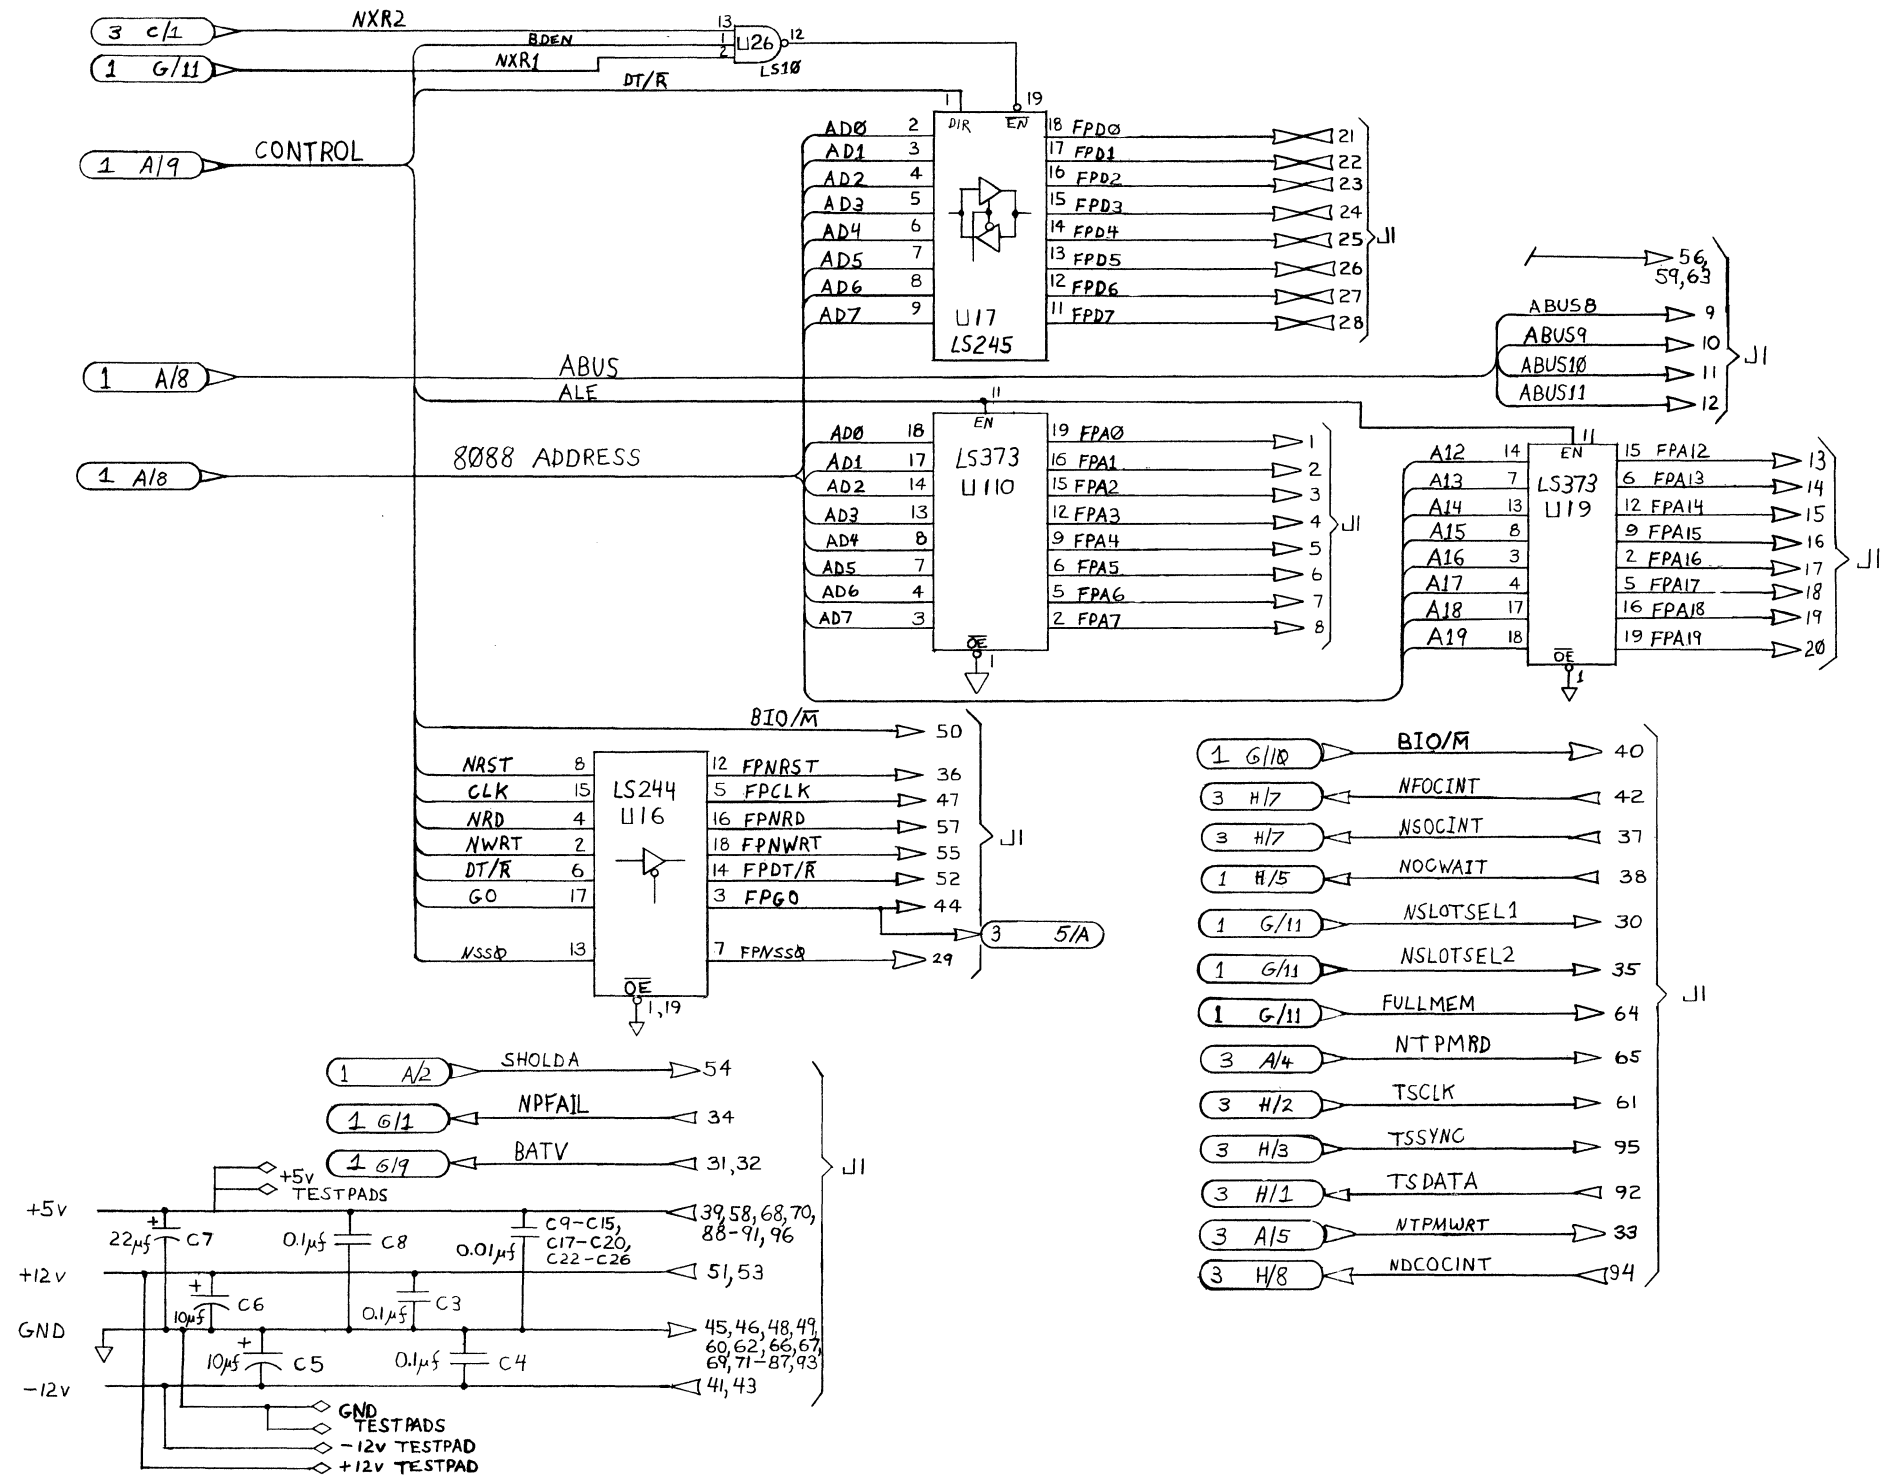 3 C/1 NXR2 13
BDEN 1
1 G/11 NXR1 2
U26 12
LS10
DT/R̅ 1
19
DIR E̅N̅
1 A/9 CONTROL
AD0 2 18 FPD0 21
AD1 3 17 FPD1 22
AD2 4 16 FPD2 23
AD3 5 15 FPD3 24
AD4 6 14 FPD4 25
AD5 7 13 FPD5 26
AD6 8 12 FPD6 27
AD7 9 11 FPD7 28
J1
U17
LS245
56,
59,63
ABUS8 9
ABUS9 10
ABUS10 11
ABUS11 12
J1
1 A/8 ABUS
ALE 11
EN
1 A/8 8088 ADDRESS
AD0 18 19 FPA0 1
AD1 17 16 FPA1 2
AD2 14 15 FPA2 3
AD3 13 12 FPA3 4
AD4 8 9 FPA4 5
AD5 7 6 FPA5 6
AD6 4 5 FPA6 7
AD7 3 2 FPA7 8
LS373
U110
O̅E̅
1
J1
11
EN
A12 14 15 FPA12 13
A13 7 6 FPA13 14
A14 13 12 FPA14 15
A15 8 9 FPA15 16
A16 3 2 FPA16 17
A17 4 5 FPA17 18
A18 17 16 FPA18 19
A19 18 19 FPA19 20
LS373
U19
O̅E̅
1
J1
BIO/M̅ 50
NRST 8 12 FPNRST 36
CLK 15 5 FPCLK 47
NRD 4 16 FPNRD 57
NWRT 2 18 FPNWRT 55
DT/R̅ 6 14 FPDT/R̅ 52
GO 17 3 FPGO 44
3 5/A
NSS0 13 7 FPNSS0 29
LS244
U16
O̅E̅
1,19
J1
1 G/10 BIO/M̅ 40
3 H/7 NFOCINT 42
3 H/7 NSOCINT 37
1 H/5 NOCWAIT 38
1 G/11 NSLOTSEL1 30
1 G/11 NSLOTSEL2 35
1 G/11 FULLMEM 64
3 A/4 NTPMRD 65
3 H/2 TSCLK 61
3 H/3 TSSYNC 95
3 H/1 TSDATA 92
3 A/5 NTPMWRT 33
3 H/8 NDCOCINT 94
J1
1 A/2 SHOLDA 54
1 G/1 NPFAIL 34
1 G/9 BATV 31,32
J1
+5v
TESTPADS
+5v 39,58,68,70,
88-91,96
+ 22µf C7
0.1µf C8
0.01µf C9-C15,
C17-C20,
C22-C26
+12v 51,53
+ 10µf C6
0.1µf C3
GND 45,46,48,49,
60,62,66,67,
69,71-87,93
+ 10µf C5
0.1µf C4
-12v 41,43
GND
TESTPADS
-12v TESTPAD
+12v TESTPAD